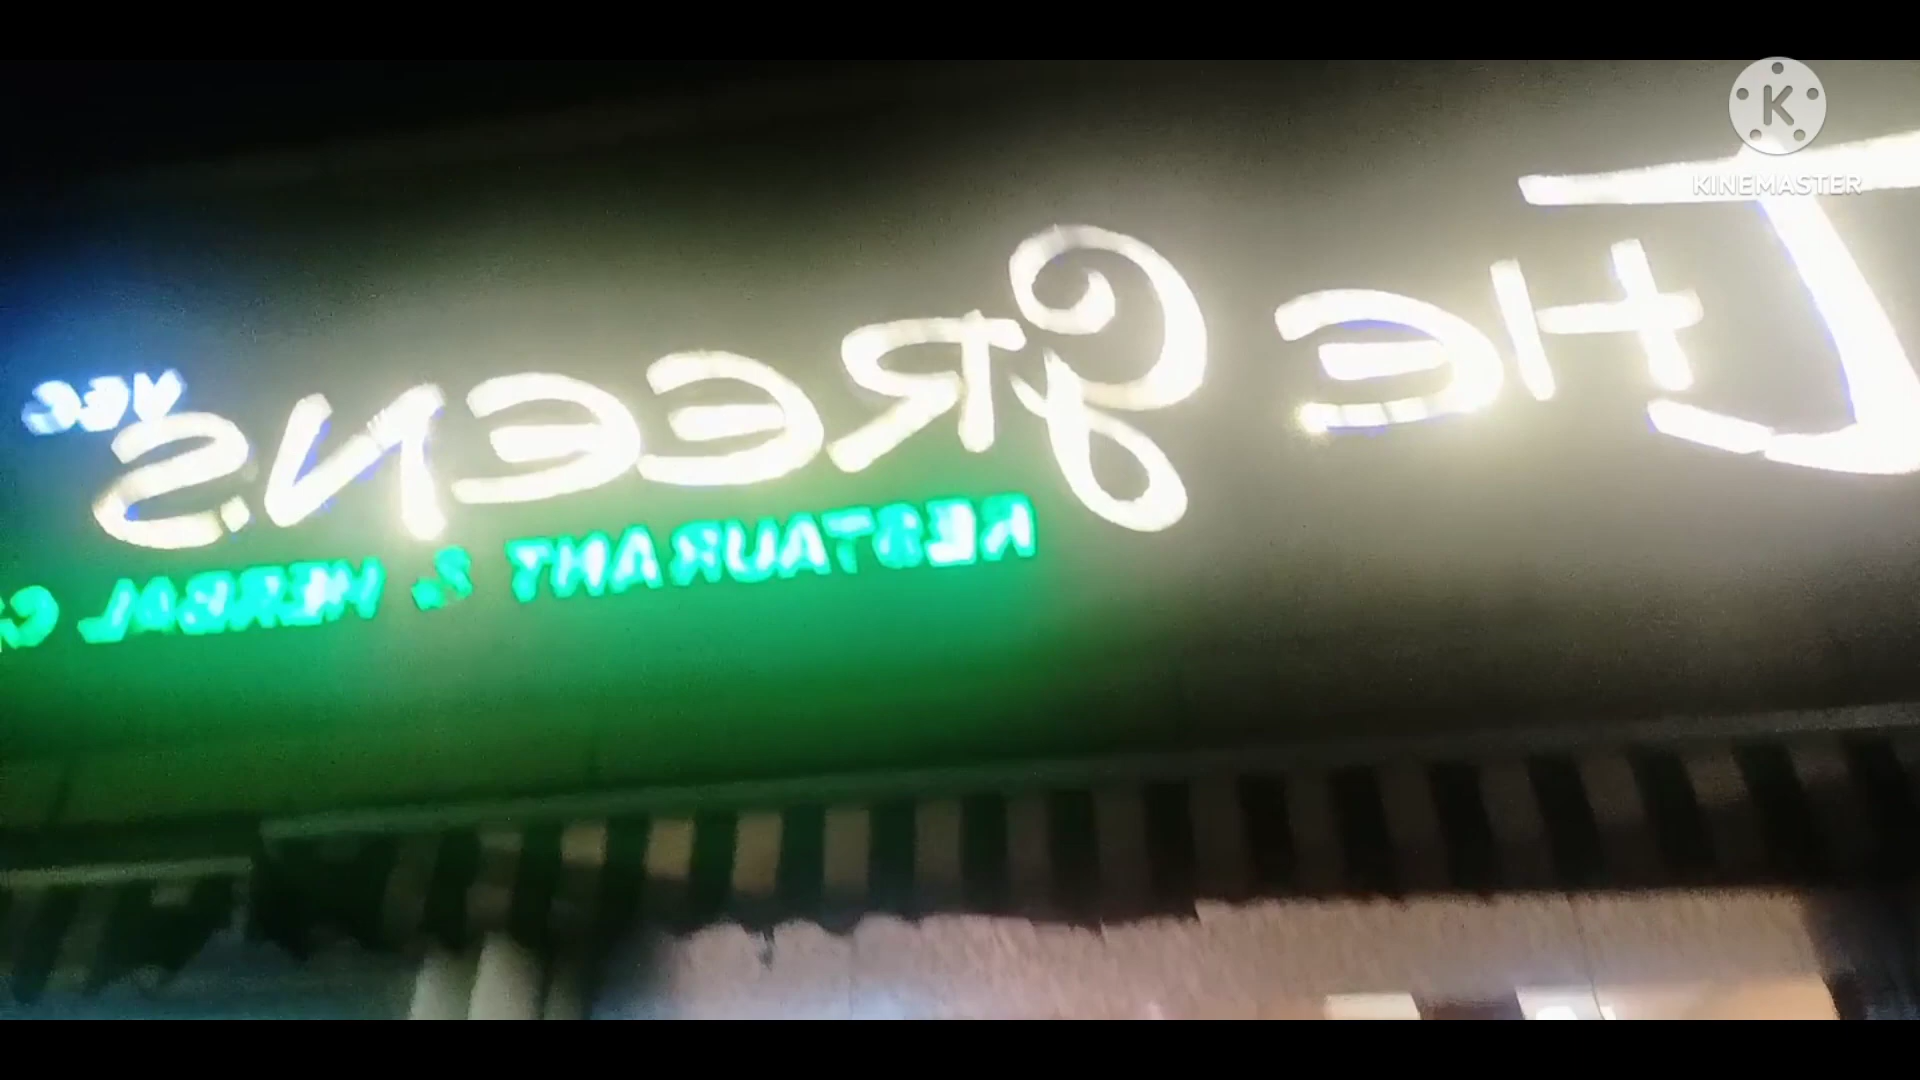 The Greens
VEG
RESTAURANT & HERBAL
K
KINEMASTER